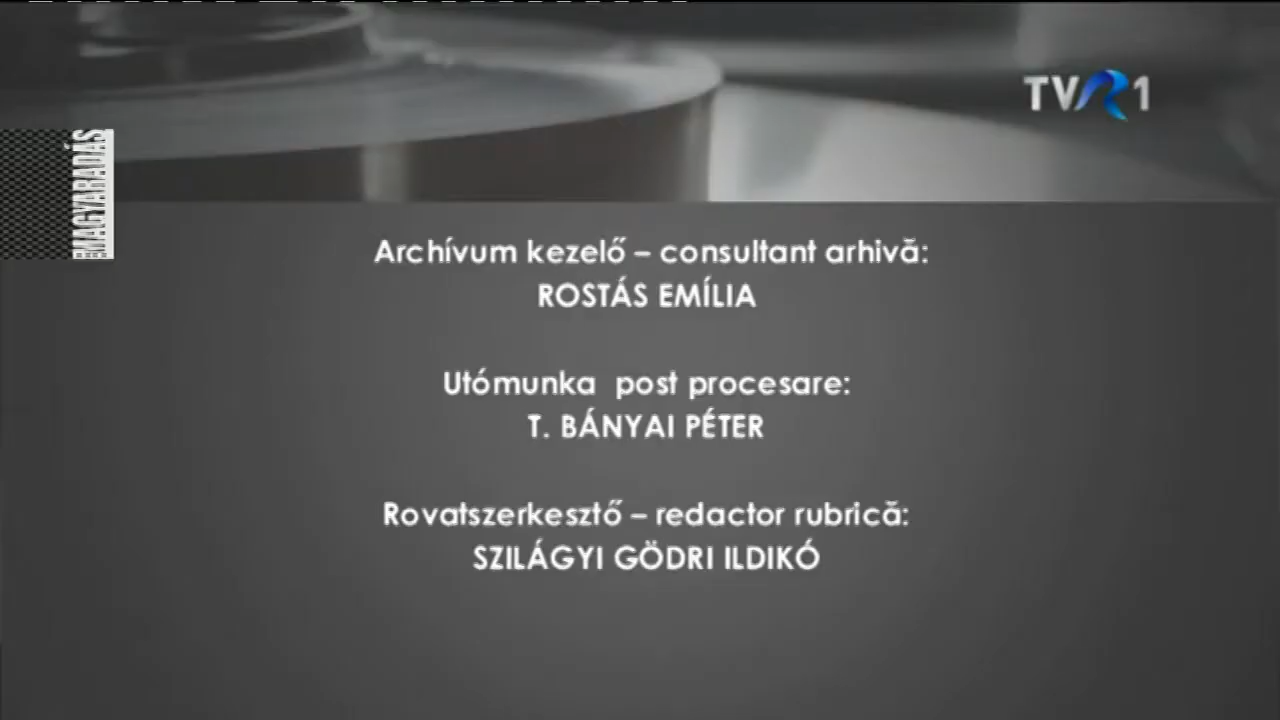 TVR1
MAGYARADÁS
Archívum kezelő – consultant arhivă:
ROSTÁS EMÍLIA
Utómunka  post procesare:
T. BÁNYAI PÉTER
Rovatszerkesztő – redactor rubrică:
SZILÁGYI GÖDRI ILDIKÓ